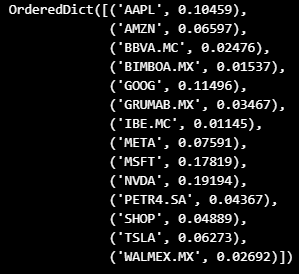 OrderedDict([('AAPL', 0.10459),
('AMZN', 0.06597),
('BBVA.MC', 0.02476),
('BIMBOA.MX', 0.01537),
('GOOG', 0.11496),
('GRUMAB.MX', 0.03467),
('IBE.MC', 0.01145),
('META', 0.07591),
('MSFT', 0.17819),
('NVDA', 0.19194),
('PETR4.SA', 0.04367),
('SHOP', 0.04889),
('TSLA', 0.06273),
('WALMEX.MX', 0.02692)])